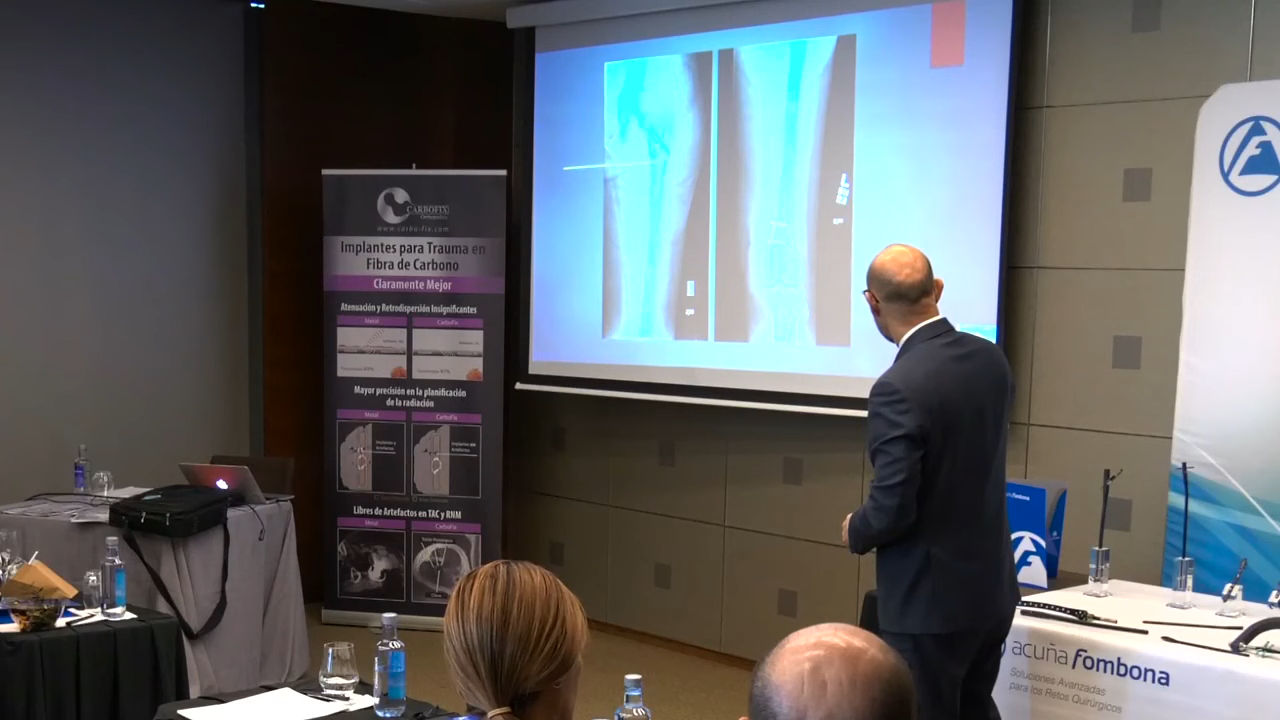 CARBOFIX
Orthopedics
www.carbo-fix.com
Implantes para Trauma en
Fibra de Carbono
Claramente Mejor
Atenuación y Retrodispersión Insignificantes
Metal
CarboFix
Mayor precisión en la planificación
de la radiación
Metal
CarboFix
Libres de Artefactos en TAC y RNM
Metal
CarboFix
acuña fombona
acuña fombona
Soluciones Avanzadas
para los Retos Quirúrgicos